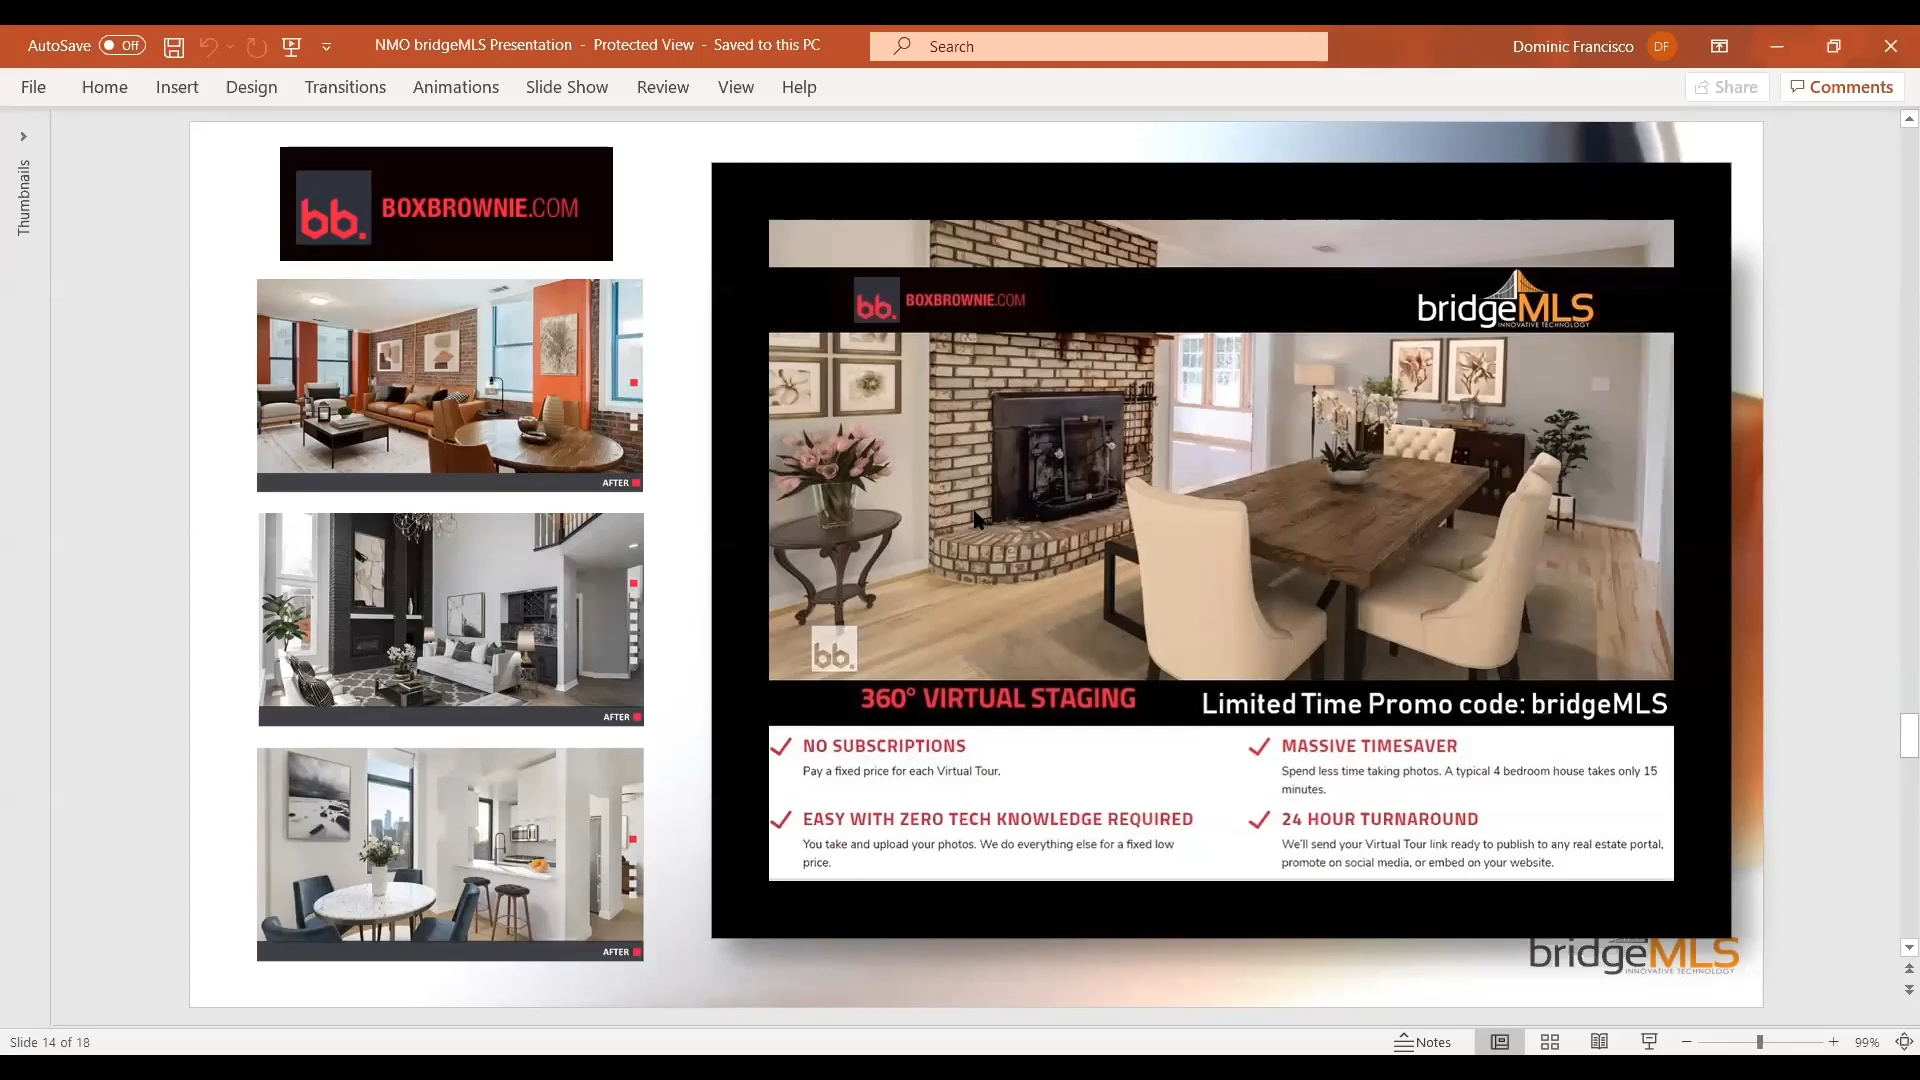 AutoSave Off
NMO bridgeMLS Presentation - Protected View - Saved to this PC
Search
Dominic Francisco DF
File Home Insert Design Transitions Animations Slide Show Review View Help
Share Comments
Thumbnails
bb. BOXBROWNIE.COM
AFTER
AFTER
AFTER
bb. BOXBROWNIE.COM
bridgeMLS
INNOVATIVE TECHNOLOGY
bb.
360° VIRTUAL STAGING
Limited Time Promo code: bridgeMLS
NO SUBSCRIPTIONS
Pay a fixed price for each Virtual Tour.
MASSIVE TIMESAVER
Spend less time taking photos. A typical 4 bedroom house takes only 15
minutes.
EASY WITH ZERO TECH KNOWLEDGE REQUIRED
You take and upload your photos. We do everything else for a fixed low
price.
24 HOUR TURNAROUND
We'll send your Virtual Tour link ready to publish to any real estate portal,
promote on social media, or embed on your website.
bridgeMLS
INNOVATIVE TECHNOLOGY
Slide 14 of 18
Notes
99%